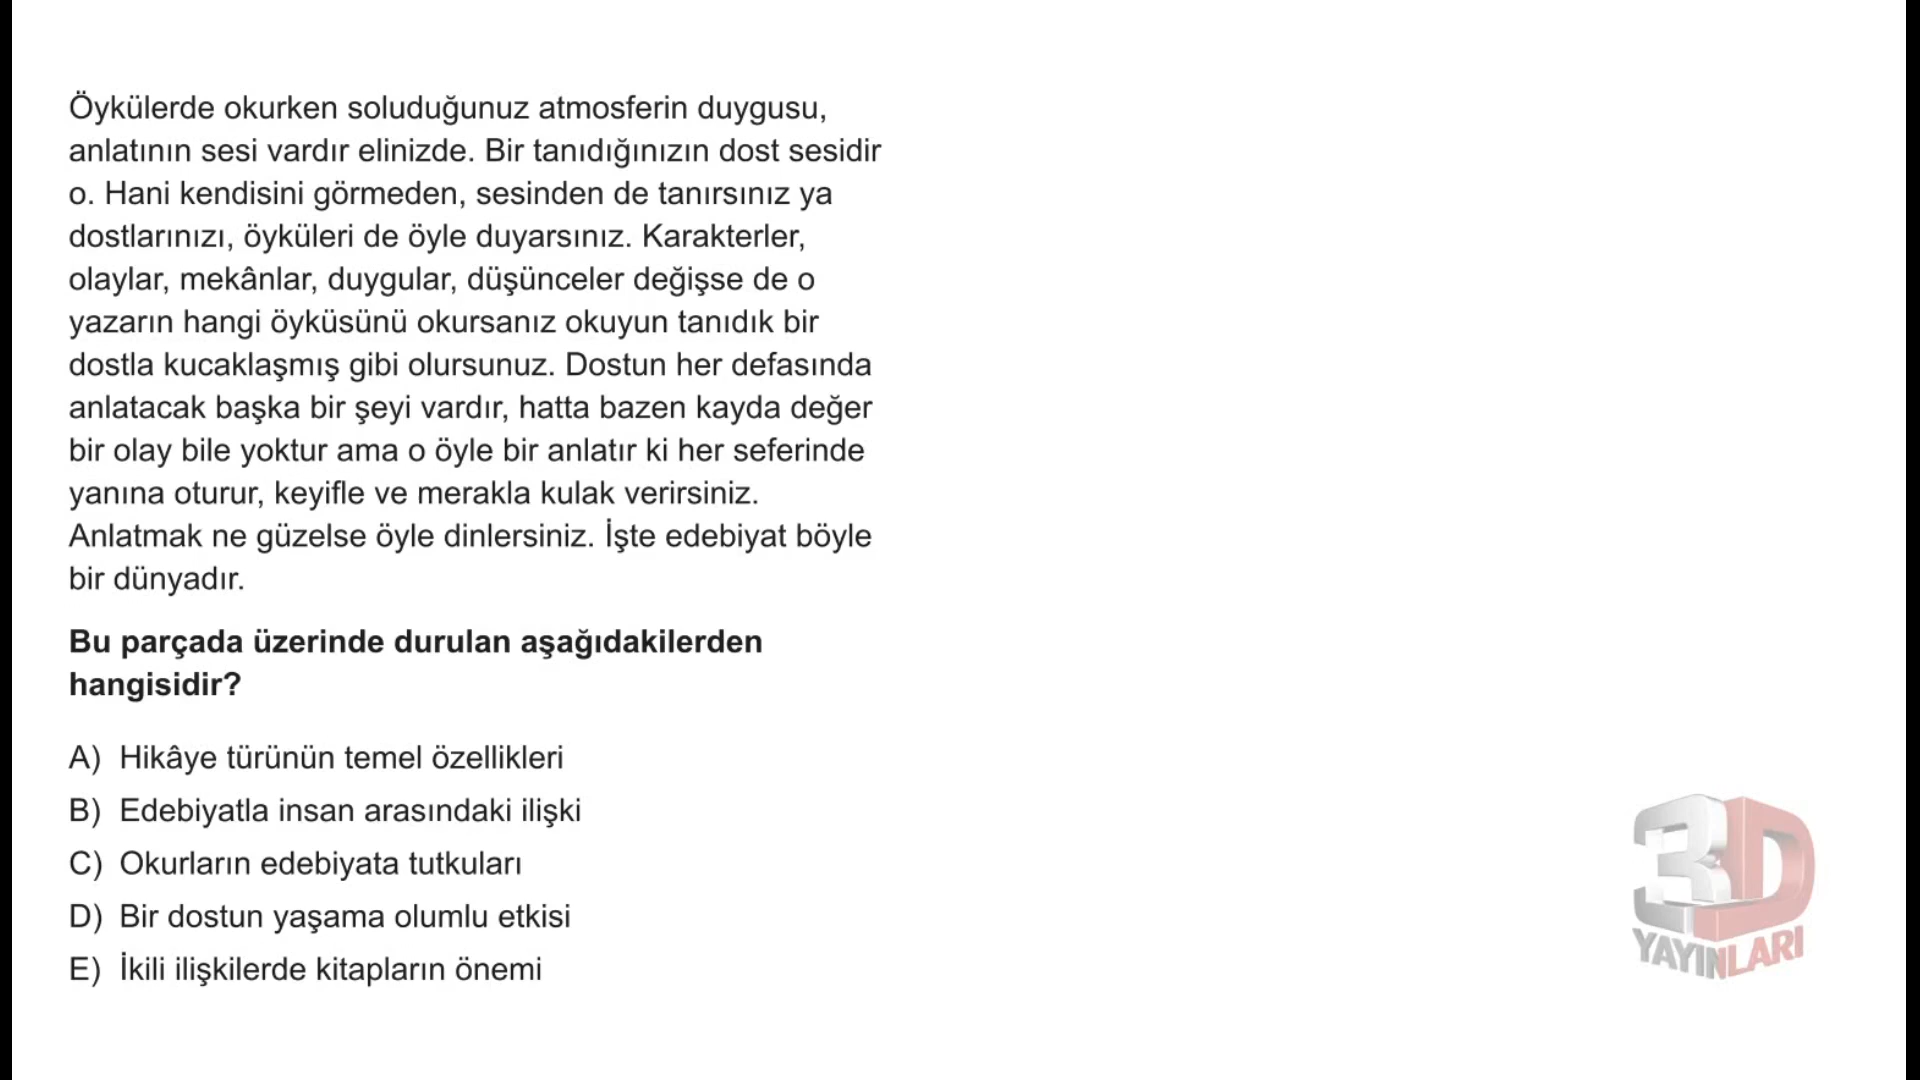 Öykülerde okurken soluduğunuz atmosferin duygusu,
anlatının sesi vardır elinizde. Bir tanıdığınızın dost sesidir
o. Hani kendisini görmeden, sesinden de tanırsınız ya
dostlarınızı, öyküleri de öyle duyarsınız. Karakterler,
olaylar, mekânlar, duygular, düşünceler değişse de o
yazarın hangi öyküsünü okursanız okuyun tanıdık bir
dostla kucaklaşmış gibi olursunuz. Dostun her defasında
anlatacak başka bir şeyi vardır, hatta bazen kayda değer
bir olay bile yoktur ama o öyle bir anlatır ki her seferinde
yanına oturur, keyifle ve merakla kulak verirsiniz.
Anlatmak ne güzelse öyle dinlersiniz. İşte edebiyat böyle
bir dünyadır.
Bu parçada üzerinde durulan aşağıdakilerden
hangisidir?
A) Hikâye türünün temel özellikleri
B) Edebiyatla insan arasındaki ilişki
C) Okurların edebiyata tutkuları
D) Bir dostun yaşama olumlu etkisi
E) İkili ilişkilerde kitapların önemi
3D
YAYINLARI